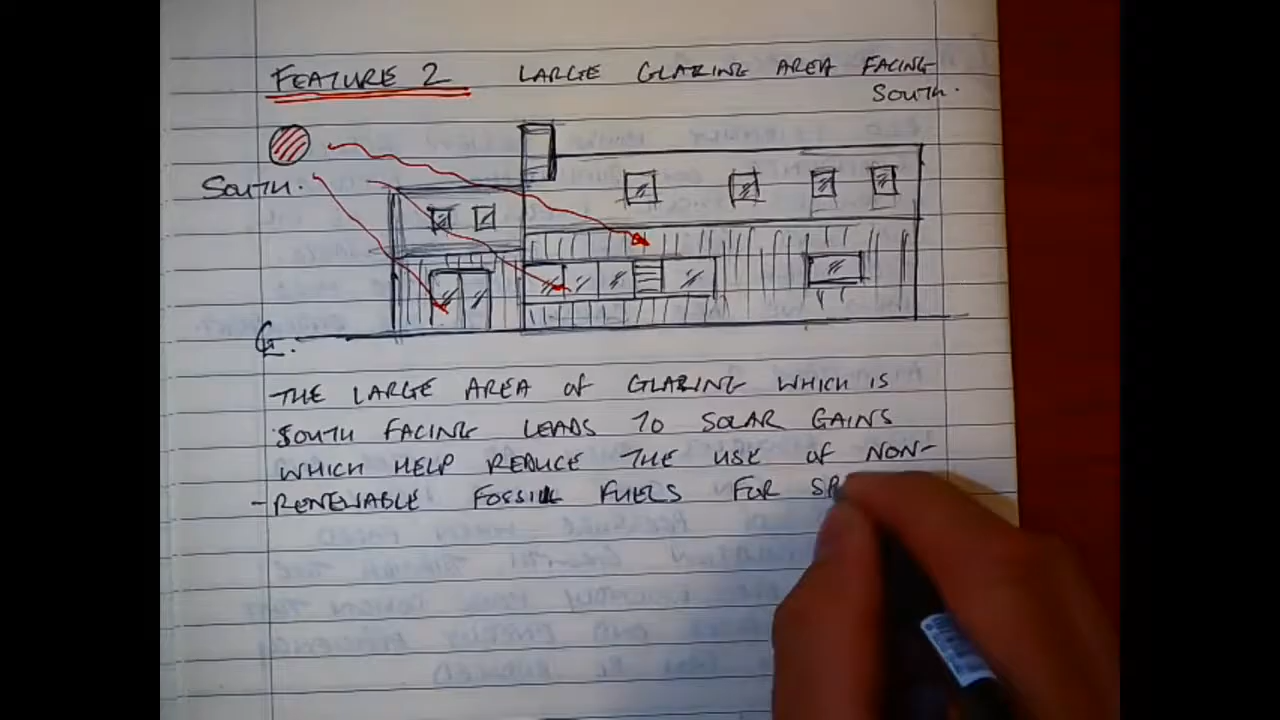 FEATURE 2 LARGE GLAZING AREA FACING
SOUTH.
SOUTH.
GL.
THE LARGE AREA OF GLAZING WHICH IS
SOUTH FACING LEADS TO SOLAR GAINS
WHICH HELP REDUCE THE USE OF NON-
-RENEWABLE FOSSIL FUELS FOR SP